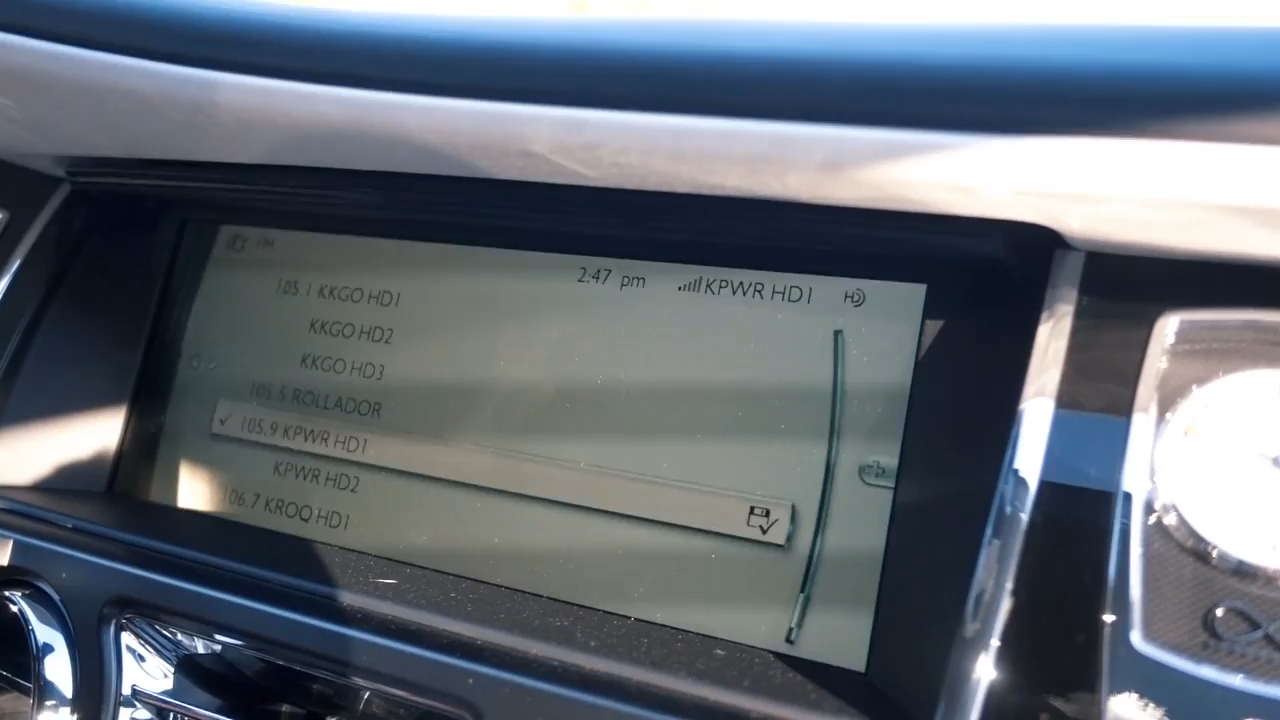 FM
2:47 pm KPWR HD1 HD
105.1 KKGO HD1
KKGO HD2
KKGO HD3
105.5 ROLLADOR
✓ 105.9 KPWR HD1
KPWR HD2
106.7 KROQ HD1